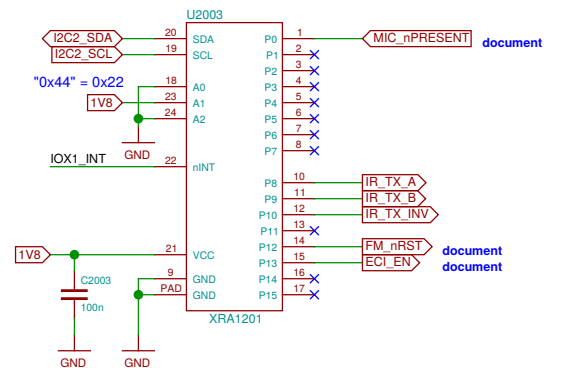 U2003
I2C2_SDA 20 SDA P0 1 MIC_nPRESENT document
I2C2_SCL 19 SCL P1 2
P2 3
"0x44" = 0x22 18 A0 P3 4
1V8 23 A1 P4 5
24 A2 P5 6
P6 7
GND P7 8
IOX1_INT 22 nINT
P8 10 IR_TX_A
P9 11 IR_TX_B
P10 12 IR_TX_INV
P11 13
P12 14 FM_nRST document
1V8 21 VCC P13 15 ECI_EN document
9 GND P14 16
C2003
PAD GND P15 17
100n
XRA1201
GND GND